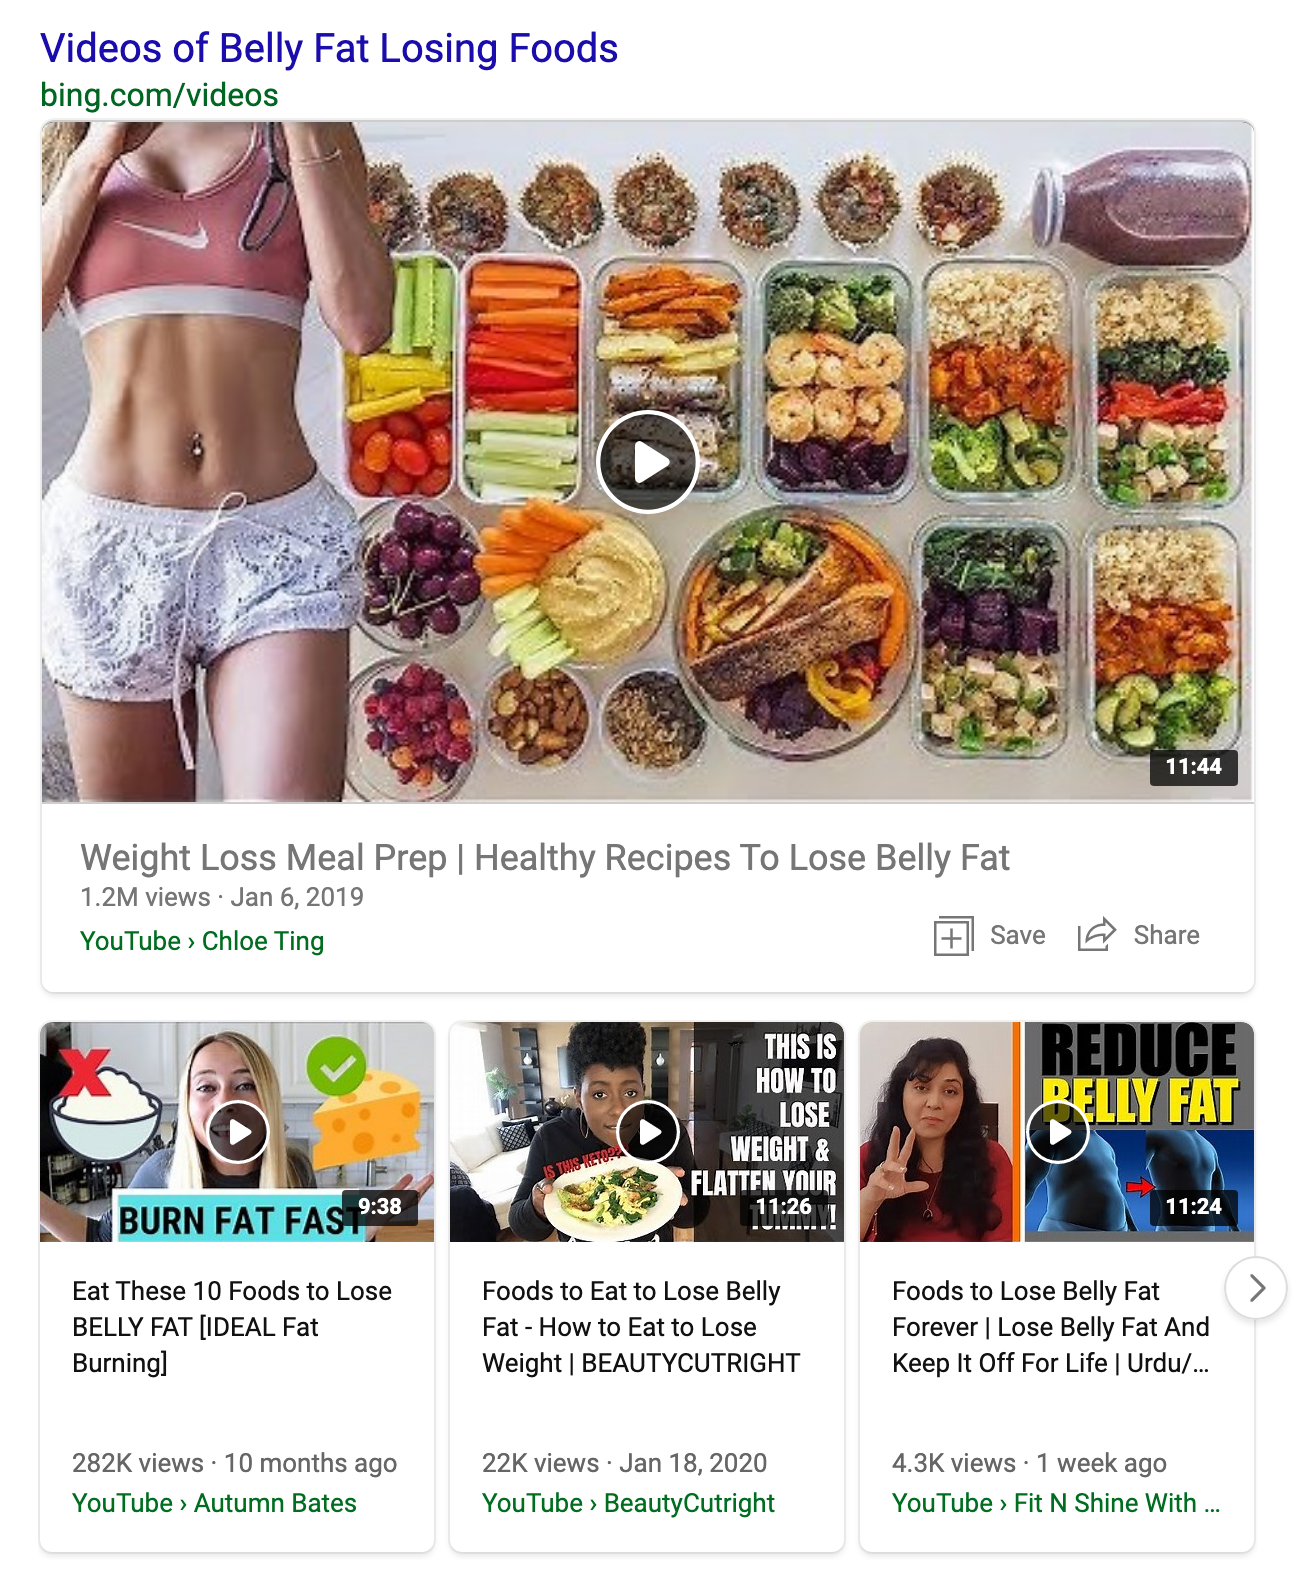 Videos of Belly Fat Losing Foods
bing.com/videos
11:44
Weight Loss Meal Prep | Healthy Recipes To Lose Belly Fat
1.2M views · Jan 6, 2019
YouTube › Chloe Ting
Save
Share
BURN FAT FAST
9:38
Eat These 10 Foods to Lose
BELLY FAT [IDEAL Fat
Burning]
282K views · 10 months ago
YouTube › Autumn Bates
IS THIS KETO??
THIS IS
HOW TO
LOSE
WEIGHT &
FLATTEN YOUR
TUMMY!
11:26
Foods to Eat to Lose Belly
Fat - How to Eat to Lose
Weight | BEAUTYCUTRIGHT
22K views · Jan 18, 2020
YouTube › BeautyCutright
REDUCE
BELLY FAT
11:24
Foods to Lose Belly Fat
Forever | Lose Belly Fat And
Keep It Off For Life | Urdu/...
4.3K views · 1 week ago
YouTube › Fit N Shine With ...